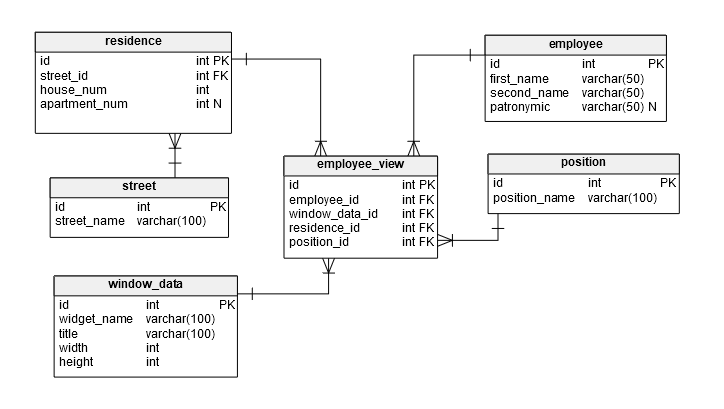 residence
id int PK
street_id int FK
house_num int
apartment_num int N
employee
id int PK
first_name varchar(50)
second_name varchar(50)
patronymic varchar(50) N
street
id int PK
street_name varchar(100)
employee_view
id int PK
employee_id int FK
window_data_id int FK
residence_id int FK
position_id int FK
position
id int PK
position_name varchar(100)
window_data
id int PK
widget_name varchar(100)
title varchar(100)
width int
height int